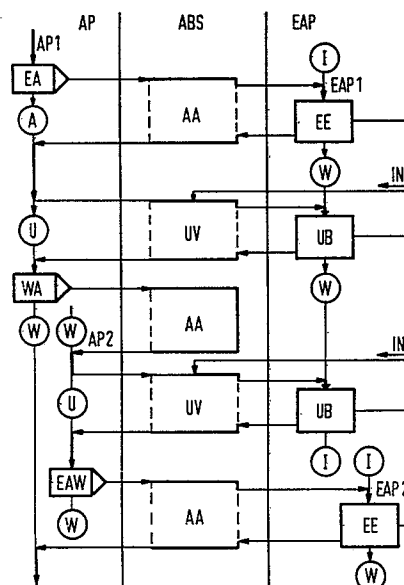 AP ABS EAP
AP1 I
EA EAP1
AA EE
A
W
IN
U UV UB
WA W
W W AP2 AA
IN
U UV UB
I I
EAW EAP2
W AA EE
W